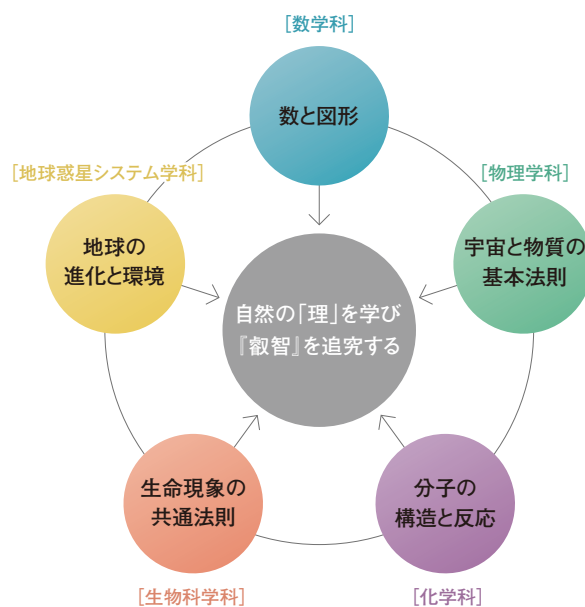 [数学科]
数と図形
[地球惑星システム学科]
地球の
進化と環境
[物理学科]
宇宙と物質の
基本法則
自然の「理」を学び
『叡智』を追究する
生命現象の
共通法則
[生物科学科]
分子の
構造と反応
[化学科]